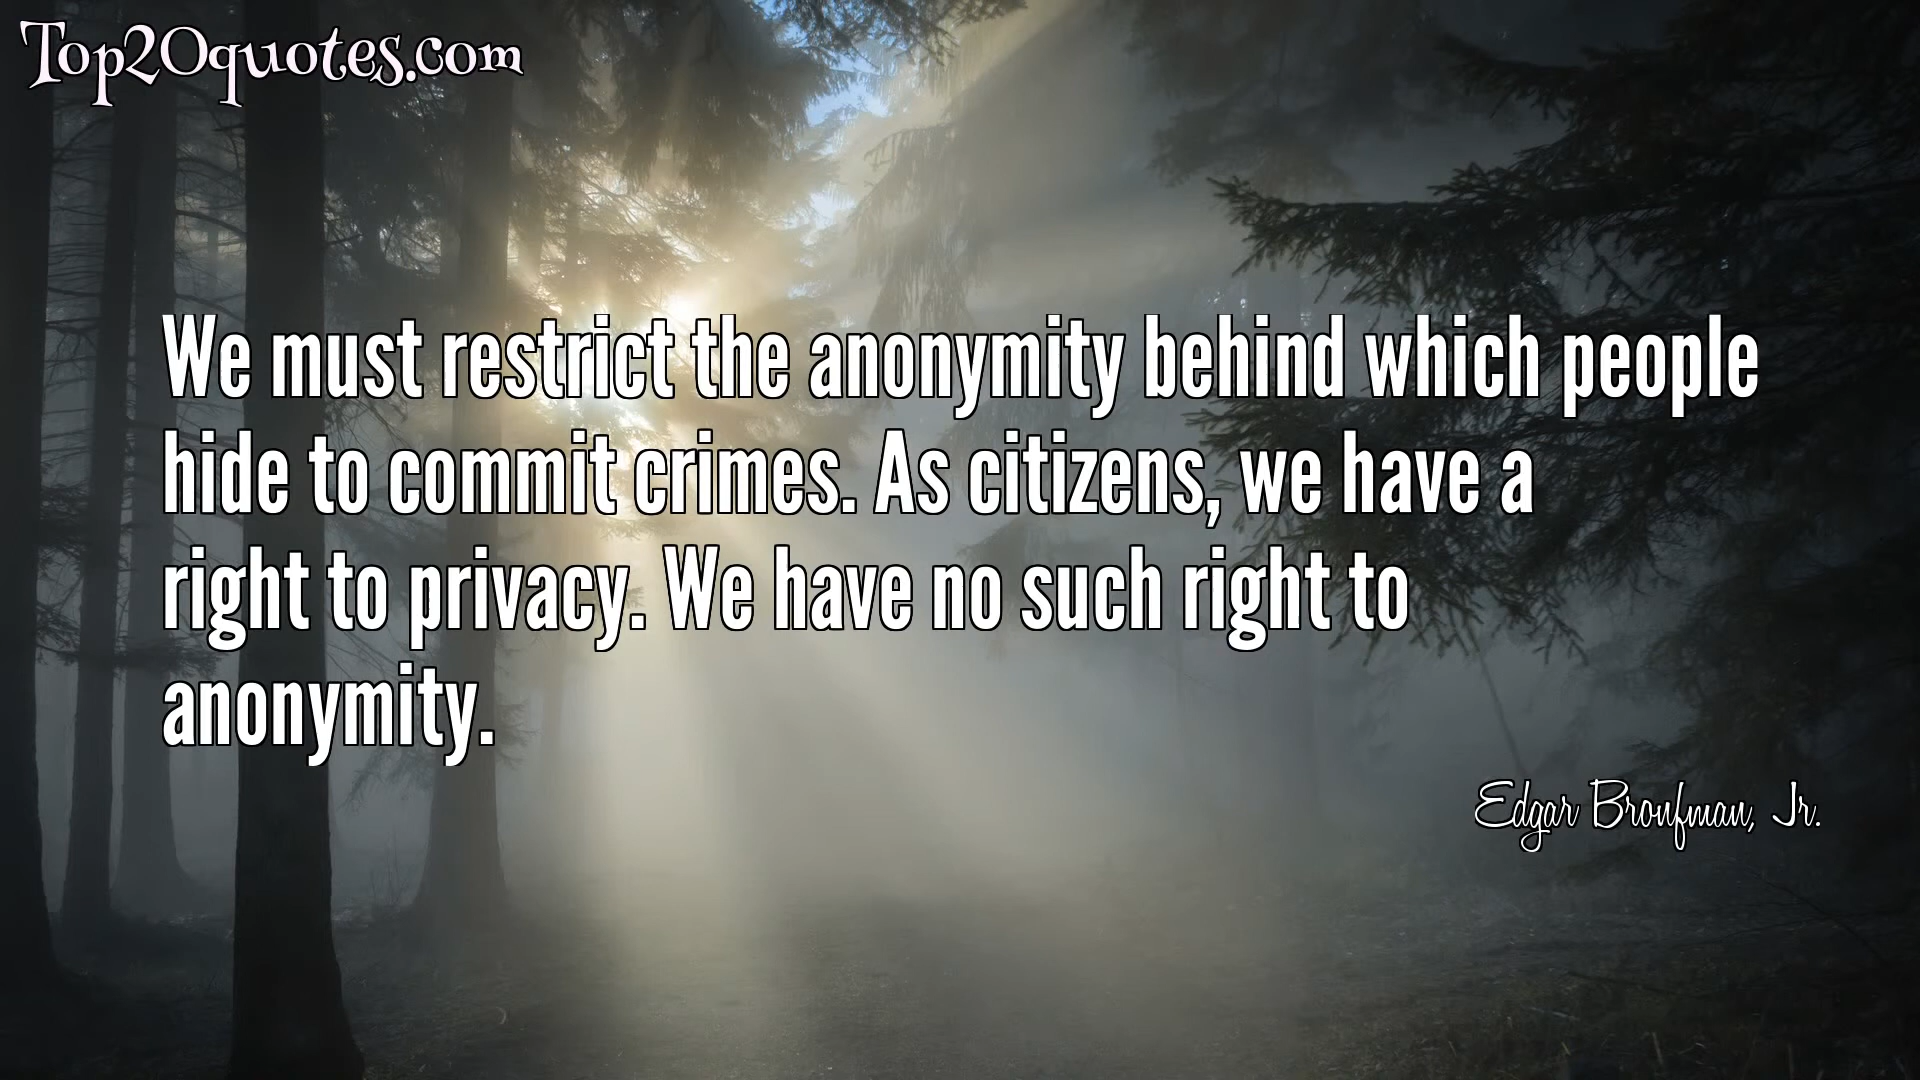 Top20quotes.com
We must restrict the anonymity behind which people
hide to commit crimes. As citizens, we have a
right to privacy. We have no such right to
anonymity.
Edgar Bronfman, Jr.